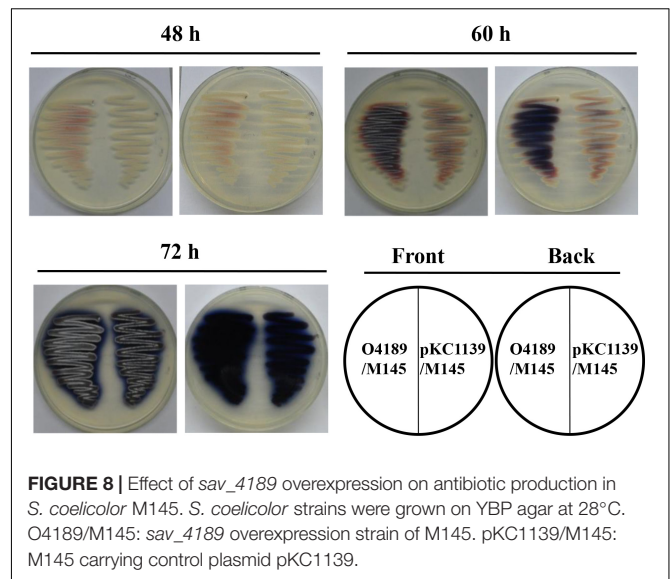 48 h
60 h
72 h
Front
Back
O4189 pKC1139 O4189 pKC1139
/M145 /M145 /M145 /M145
FIGURE 8 | Effect of sav_4189 overexpression on antibiotic production in
S. coelicolor M145. S. coelicolor strains were grown on YBP agar at 28°C.
O4189/M145: sav_4189 overexpression strain of M145. pKC1139/M145:
M145 carrying control plasmid pKC1139.